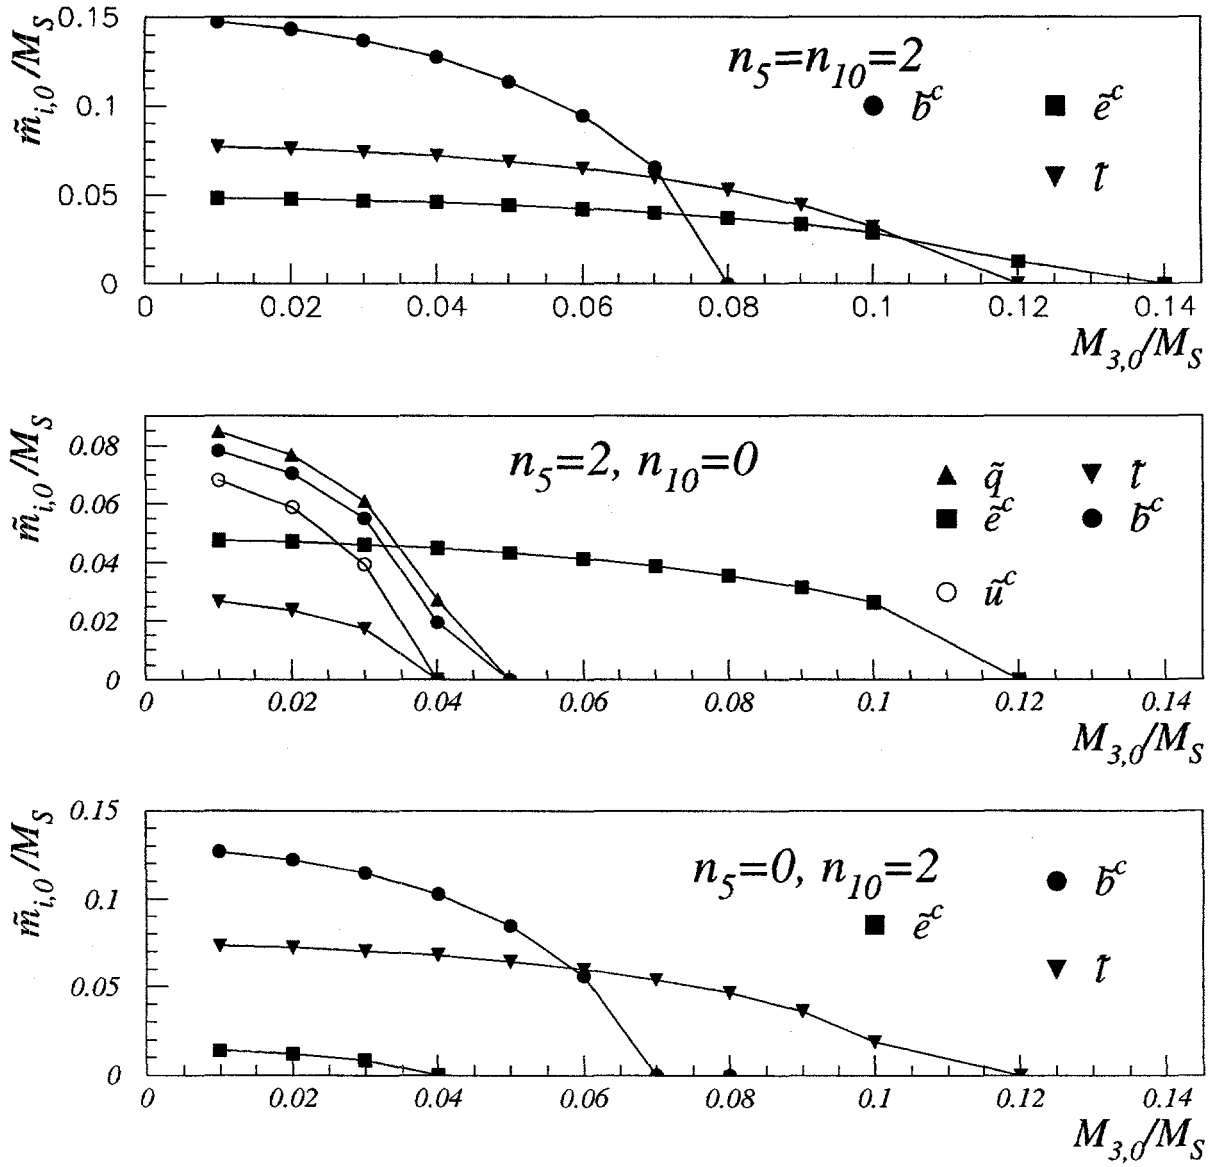 0.15
n5=n10=2
b̃ᶜ ẽᶜ
0.1
l̃
0.05
0
m̃i,0/MS
0 0.02 0.04 0.06 0.08 0.1 0.12 0.14
M3,0/MS
0.08
n5=2, n10=0
q̃ l̃
ẽᶜ b̃ᶜ
0.06
ũᶜ
0.04
0.02
0
m̃i,0/MS
0 0.02 0.04 0.06 0.08 0.1 0.12 0.14
M3,0/MS
0.15
n5=0, n10=2
b̃ᶜ
ẽᶜ
0.1
l̃
0.05
0
m̃i,0/MS
0 0.02 0.04 0.06 0.08 0.1 0.12 0.14
M3,0/MS